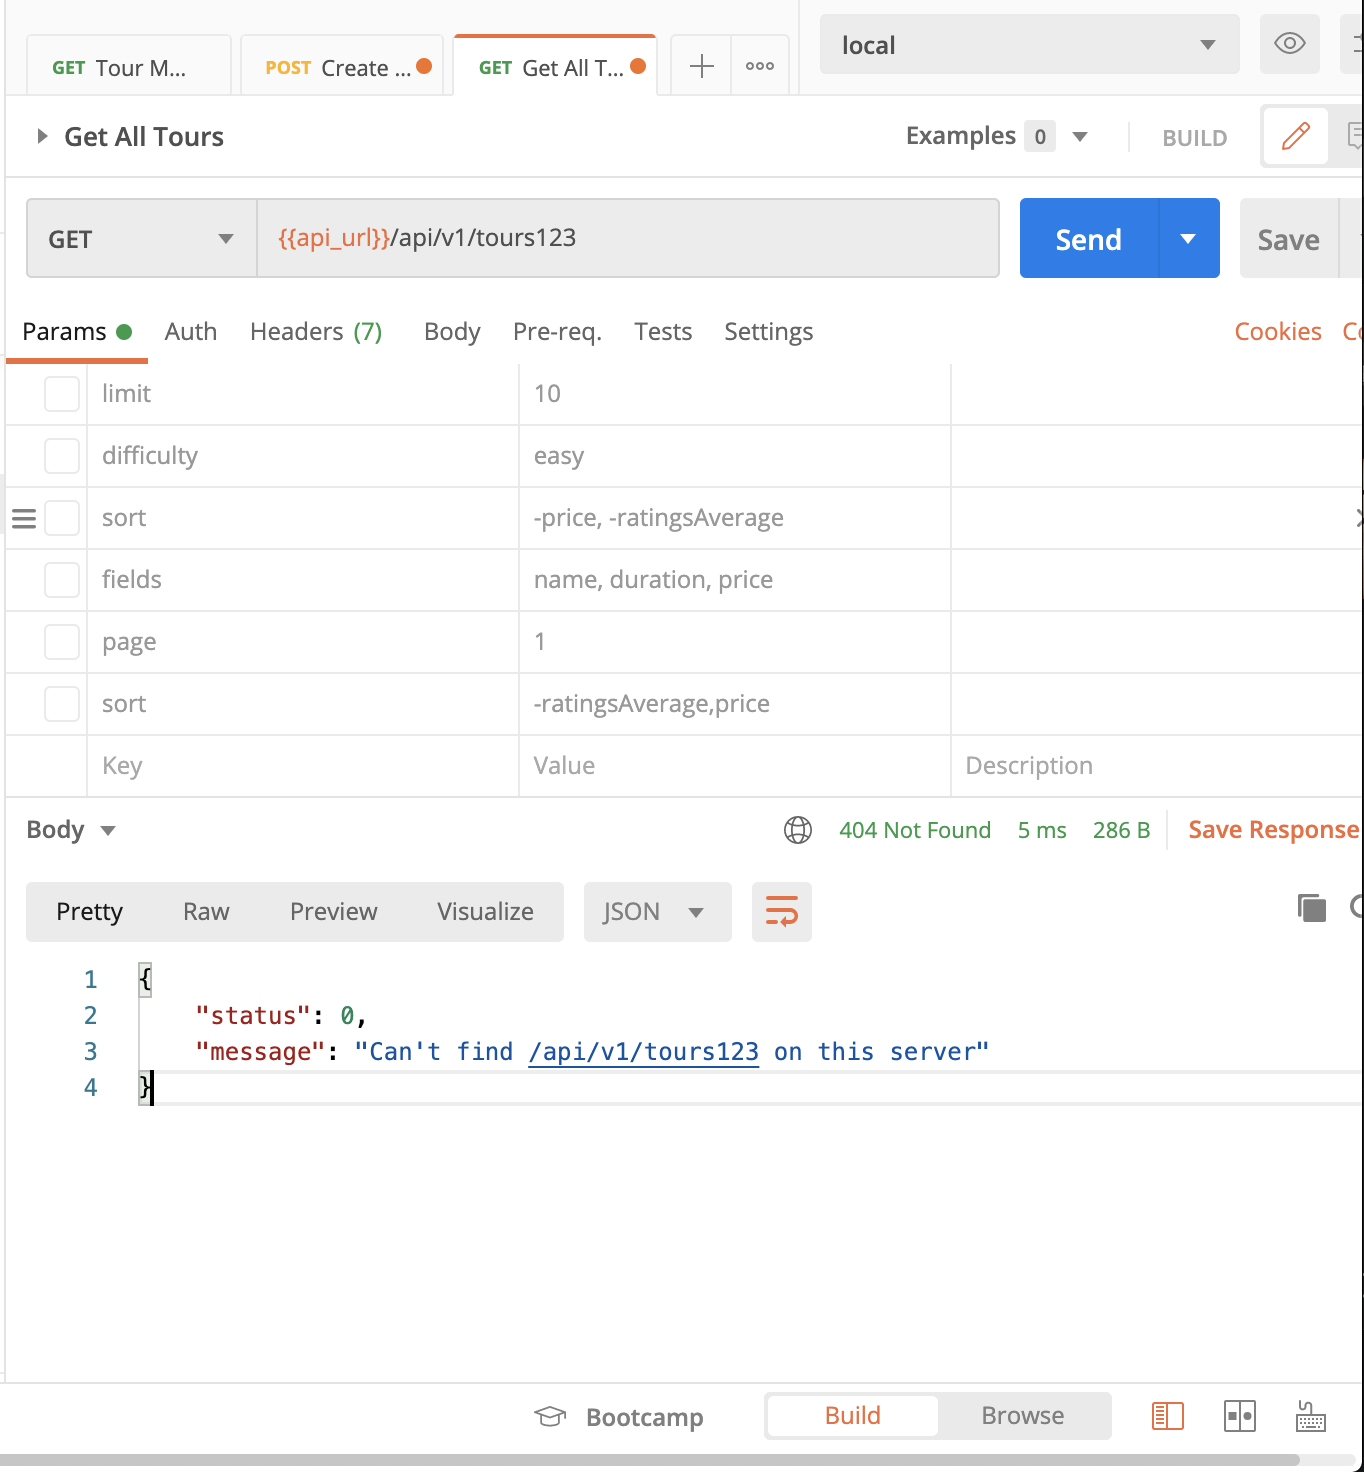 GET Tour M...
POST Create ...
GET Get All T...
local
Get All Tours
Examples 0
BUILD
GET
{{api_url}}/api/v1/tours123
Send
Save
Params
Auth
Headers (7)
Body
Pre-req.
Tests
Settings
Cookies
limit 10
difficulty easy
sort -price, -ratingsAverage
fields name, duration, price
page 1
sort -ratingsAverage,price
Key Value Description
Body
404 Not Found 5 ms 286 B Save Response
Pretty Raw Preview Visualize JSON
1 {
2 "status": 0,
3 "message": "Can't find /api/v1/tours123 on this server"
4 }
Bootcamp
Build
Browse